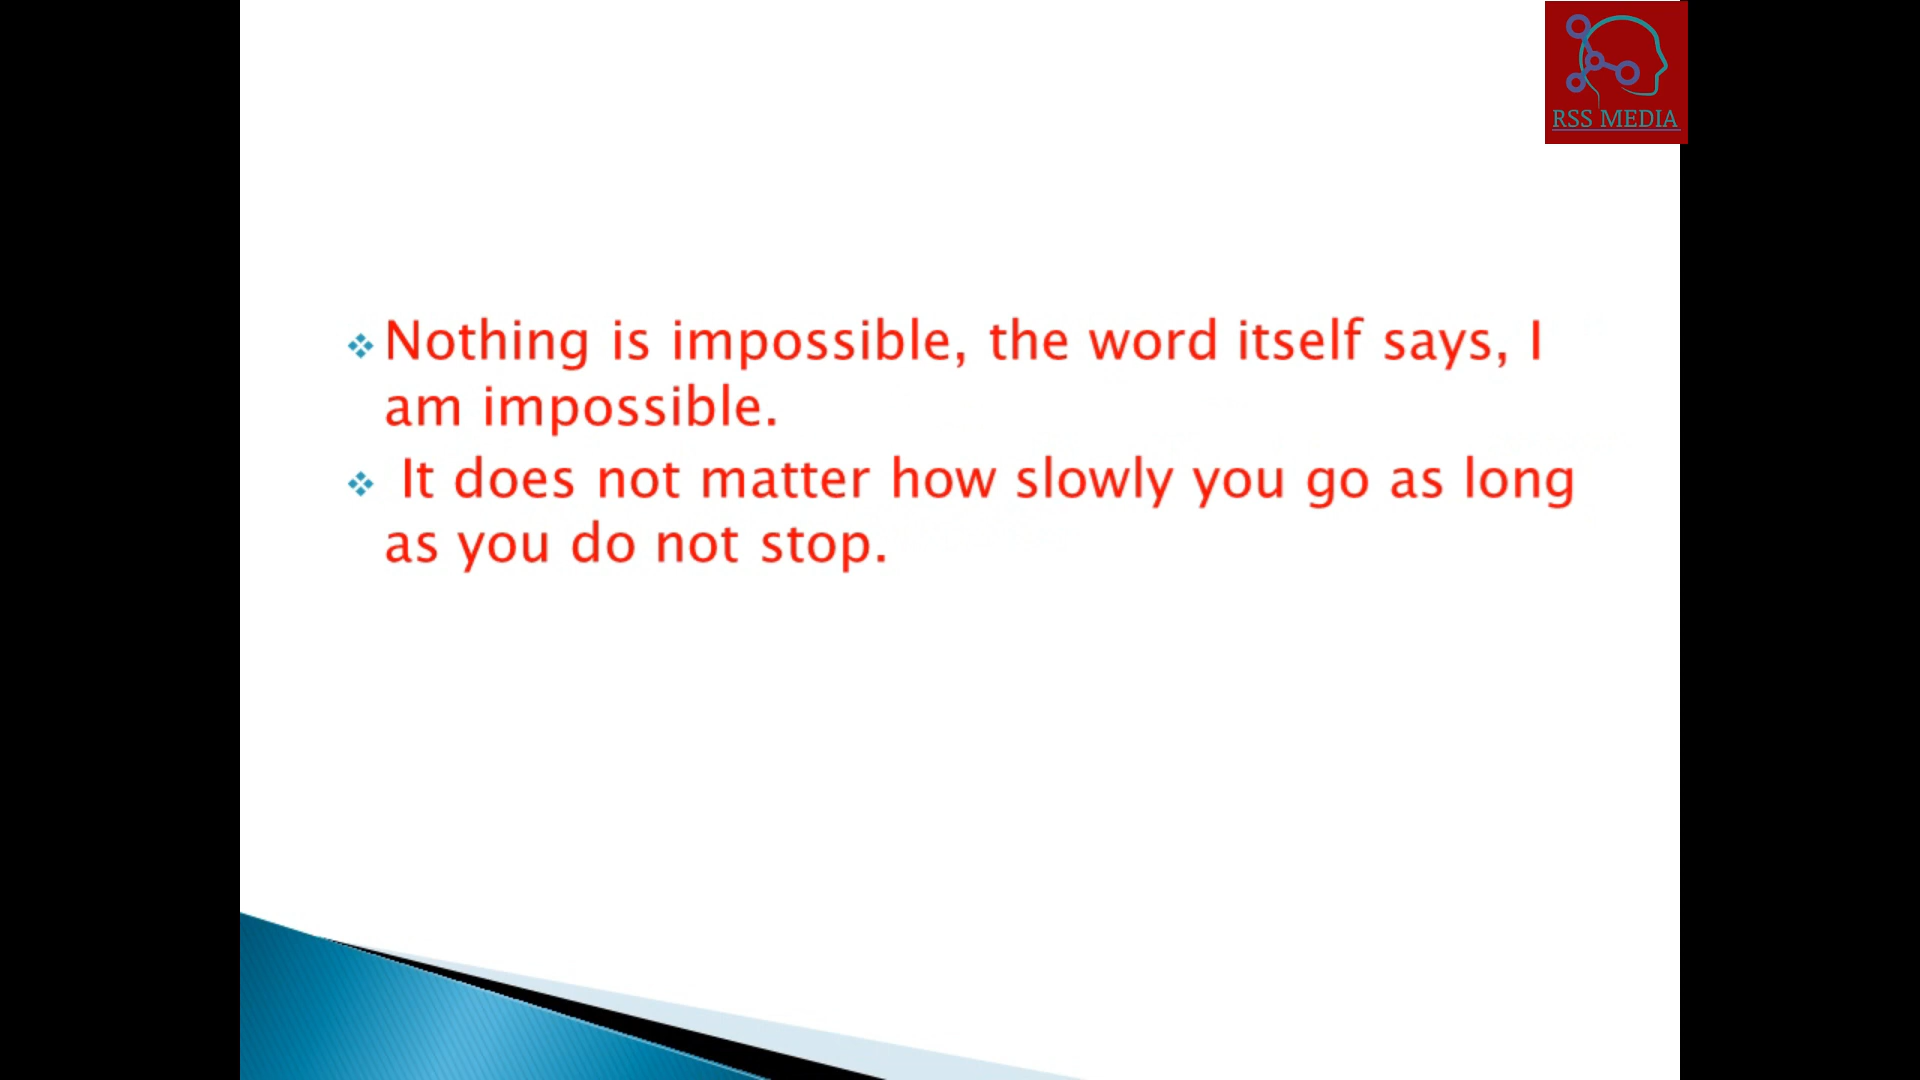 RSS MEDIA
Nothing is impossible, the word itself says, I
am impossible.
It does not matter how slowly you go as long
as you do not stop.